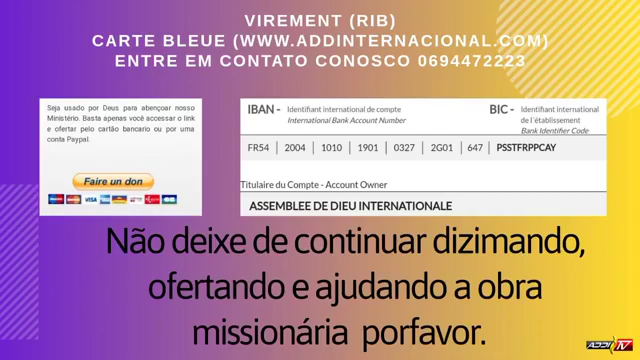 VIREMENT (RIB)
CARTE BLEUE (WWW.ADDINTERNACIONAL.COM)
ENTRE EM CONTATO CONOSCO 0694472223
Seja usado por Deus para abençoar nosso
Ministério. Basta apenas você accessar o link
e ofertar pelo cartão bancario ou por uma
conta Paypal.
Faire un don
VISA
IBAN - Identifiant international de compte
International Bank Account Number
BIC - Identifiant international
de l'établissement
Bank Identifier Code
FR54 2004 1010 1901 0327 2G01 647 PSSTFRPPCAY
Titulaire du Compte - Account Owner
ASSEMBLEE DE DIEU INTERNATIONALE
Não deixe de continuar dizimando,
ofertando e ajudando a obra
missionária porfavor.
ADDI TV